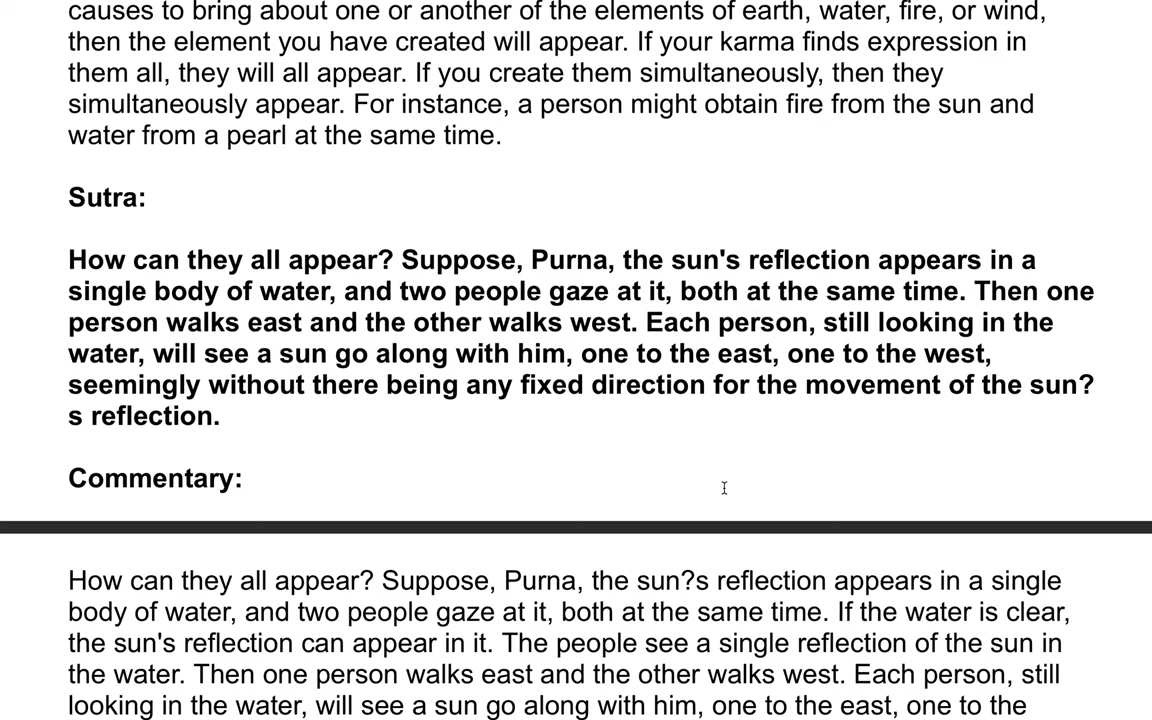 causes to bring about one or another of the elements of earth, water, fire, or wind,
then the element you have created will appear. If your karma finds expression in
them all, they will all appear. If you create them simultaneously, then they
simultaneously appear. For instance, a person might obtain fire from the sun and
water from a pearl at the same time.
Sutra:
How can they all appear? Suppose, Purna, the sun's reflection appears in a
single body of water, and two people gaze at it, both at the same time. Then one
person walks east and the other walks west. Each person, still looking in the
water, will see a sun go along with him, one to the east, one to the west,
seemingly without there being any fixed direction for the movement of the sun?
s reflection.
Commentary:
How can they all appear? Suppose, Purna, the sun?s reflection appears in a single
body of water, and two people gaze at it, both at the same time. If the water is clear,
the sun's reflection can appear in it. The people see a single reflection of the sun in
the water. Then one person walks east and the other walks west. Each person, still
looking in the water, will see a sun go along with him, one to the east, one to the